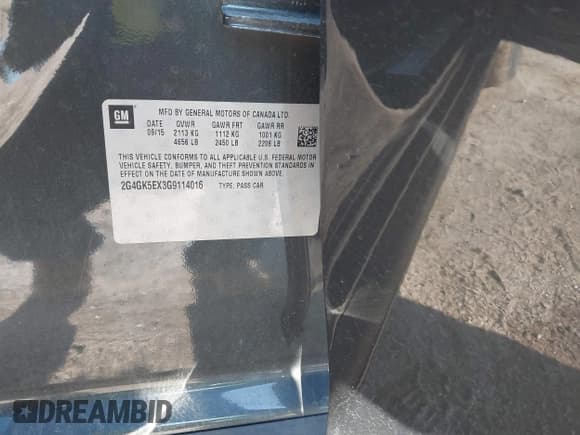 GM
MFD BY GENERAL MOTORS OF CANADA LTD.
DATE GVWR GAWR FRT GAWR RR
09/15 2113 KG 1112 KG 1001 KG
4656 LB 2450 LB 2206 LB
THIS VEHICLE CONFORMS TO ALL APPLICABLE U.S. FEDERAL MOTOR
VEHICLE SAFETY, BUMPER, AND THEFT PREVENTION STANDARDS IN
EFFECT ON THE DATE OF MANUFACTURE SHOWN ABOVE.
2G4GK5EX3G9114016 TYPE: PASS CAR
DREAMBID